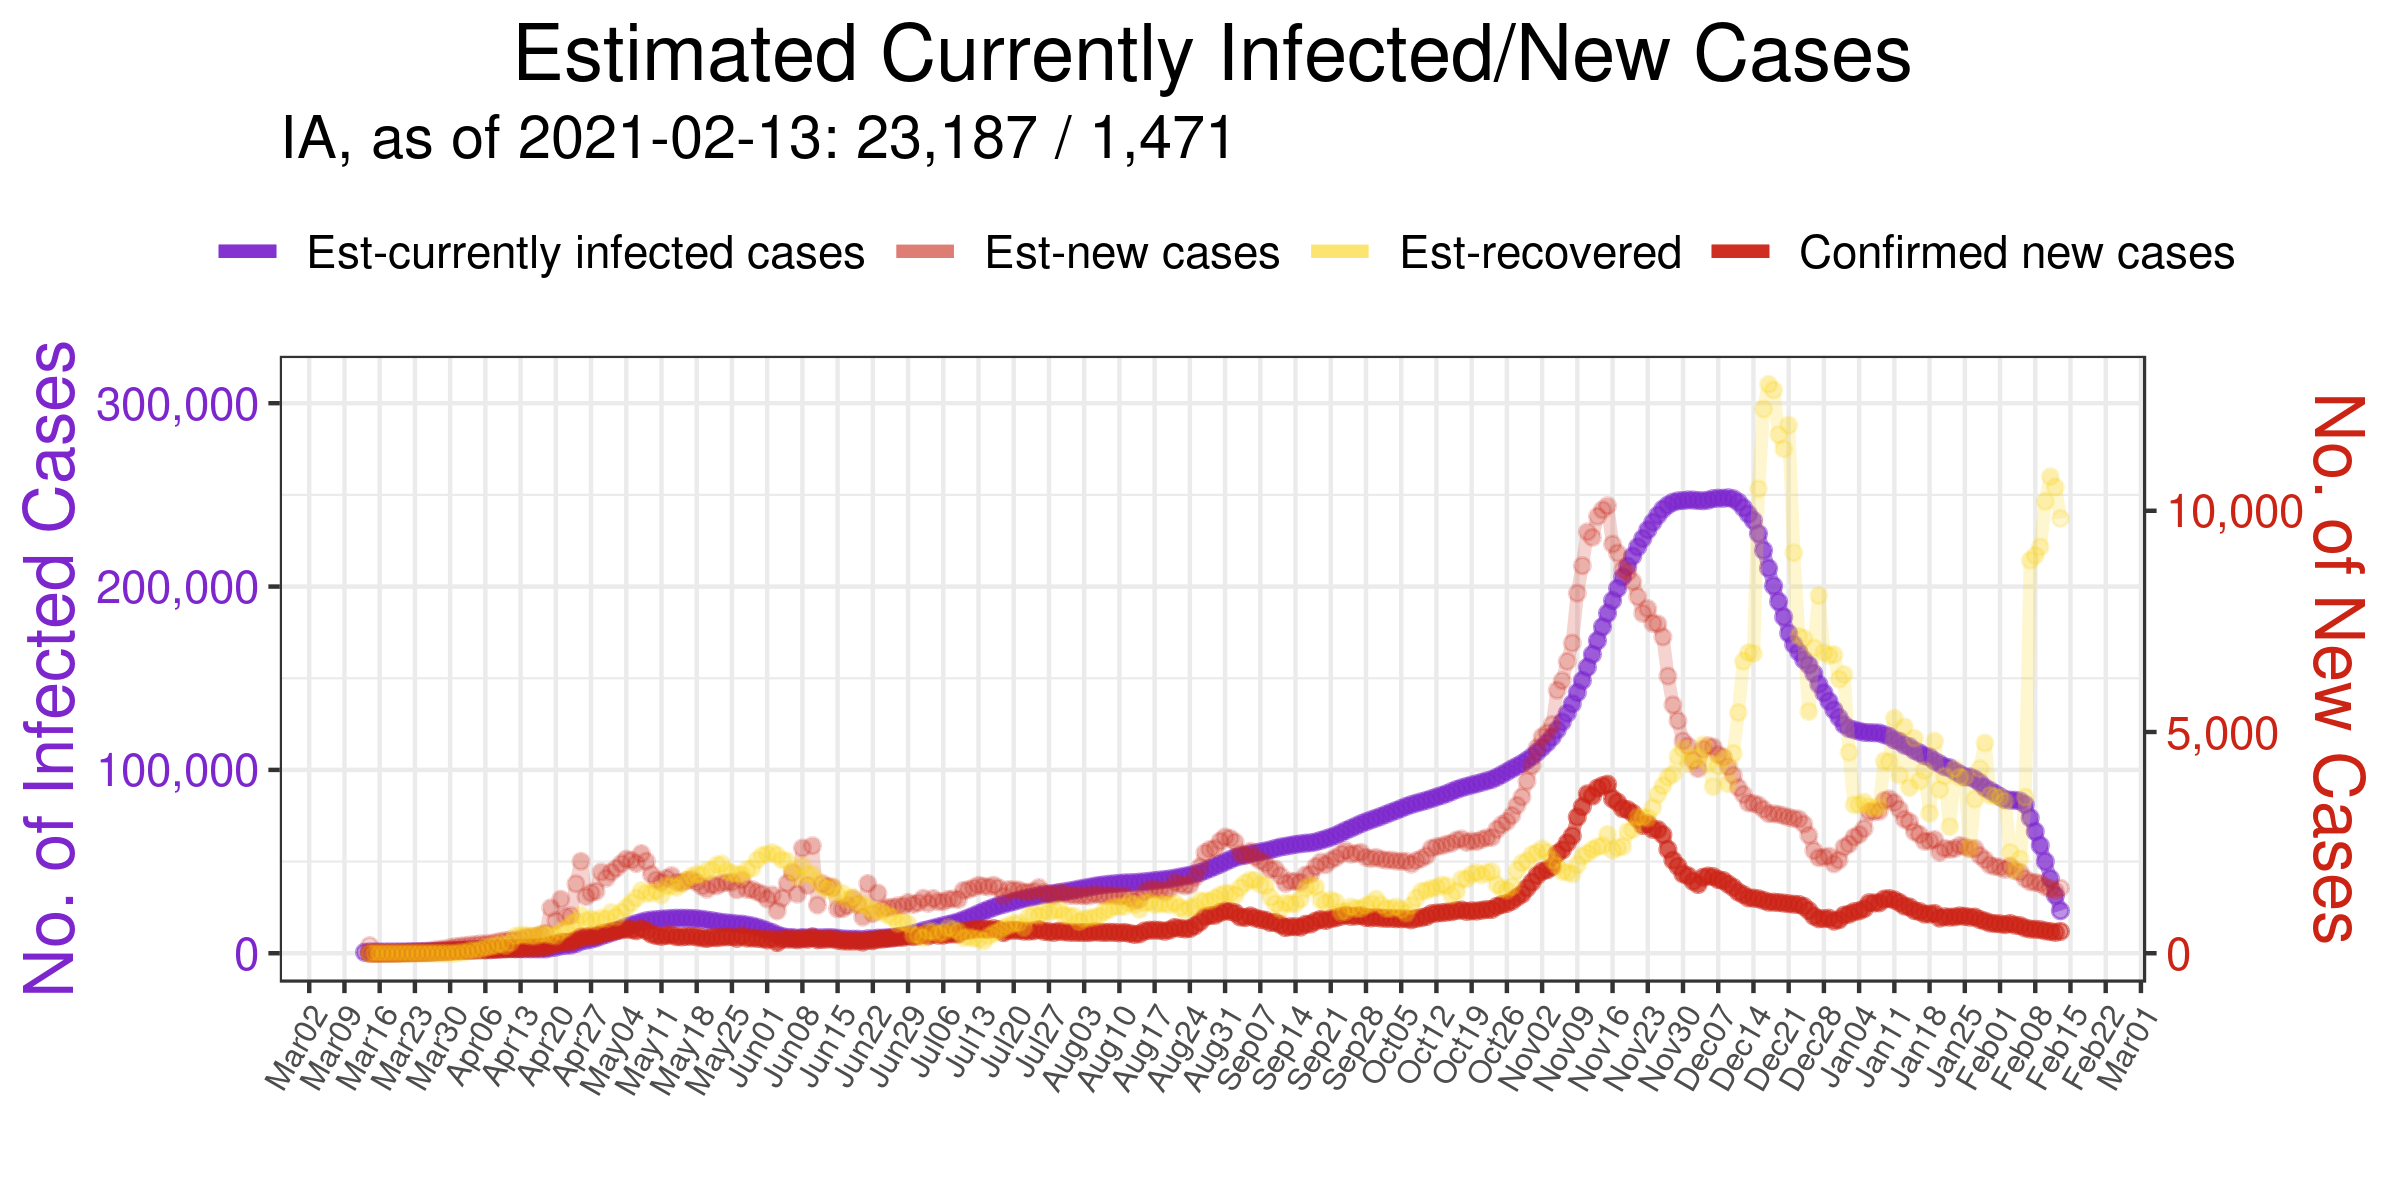 Estimated Currently Infected/New Cases
IA, as of 2021-02-13: 23,187 / 1,471
Est-currently infected cases Est-new cases Est-recovered Confirmed new cases
No. of Infected Cases
300,000
200,000
100,000
0
No. of New Cases
10,000
5,000
0
Mar02 Mar09 Mar16 Mar23 Mar30 Apr06 Apr13 Apr20 Apr27 May04 May11 May18 May25 Jun01 Jun08 Jun15 Jun22 Jun29 Jul06 Jul13 Jul20 Jul27 Aug03 Aug10 Aug17 Aug24 Aug31 Sep07 Sep14 Sep21 Sep28 Oct05 Oct12 Oct19 Oct26 Nov02 Nov09 Nov16 Nov23 Nov30 Dec07 Dec14 Dec21 Dec28 Jan04 Jan11 Jan18 Jan25 Feb01 Feb08 Feb15 Feb22 Mar01